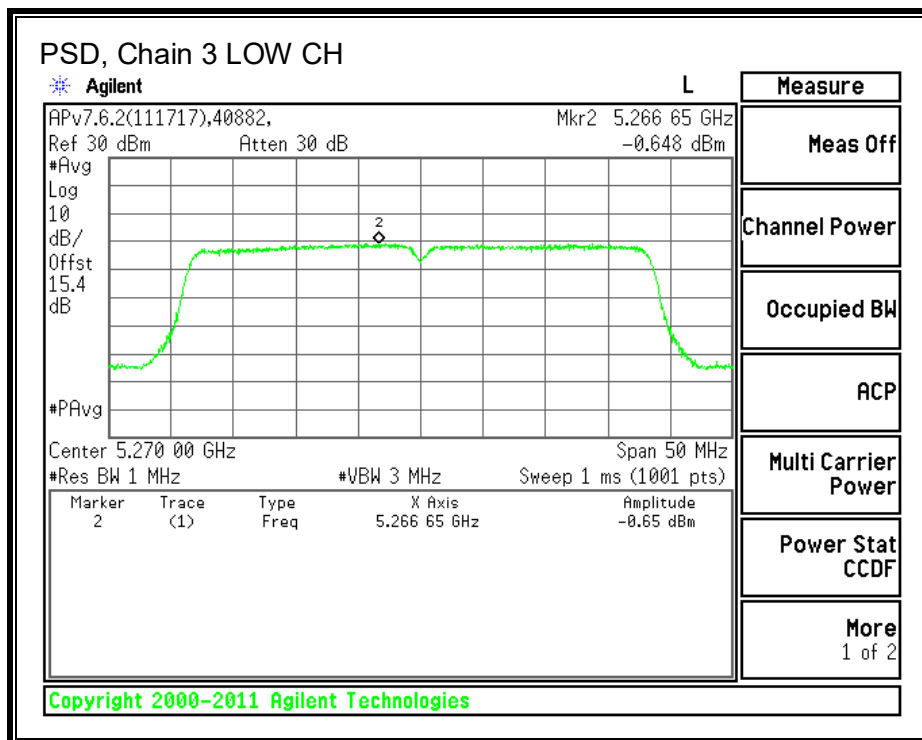 PSD, Chain 3 LOW CH
Agilent
L
Measure
APv7.6.2(111717),40882,
Mkr2 5.266 65 GHz
Ref 30 dBm
Atten 30 dB
-0.648 dBm
#Avg
Log
10
dB/
Offst
15.4
dB
2
#PAvg
Center 5.270 00 GHz
Span 50 MHz
#Res BW 1 MHz
#VBW 3 MHz
Sweep 1 ms (1001 pts)
Marker Trace Type X Axis Amplitude
2 (1) Freq 5.266 65 GHz -0.65 dBm
Meas Off
Channel Power
Occupied BW
ACP
Multi Carrier
Power
Power Stat
CCDF
More
1 of 2
Copyright 2000-2011 Agilent Technologies